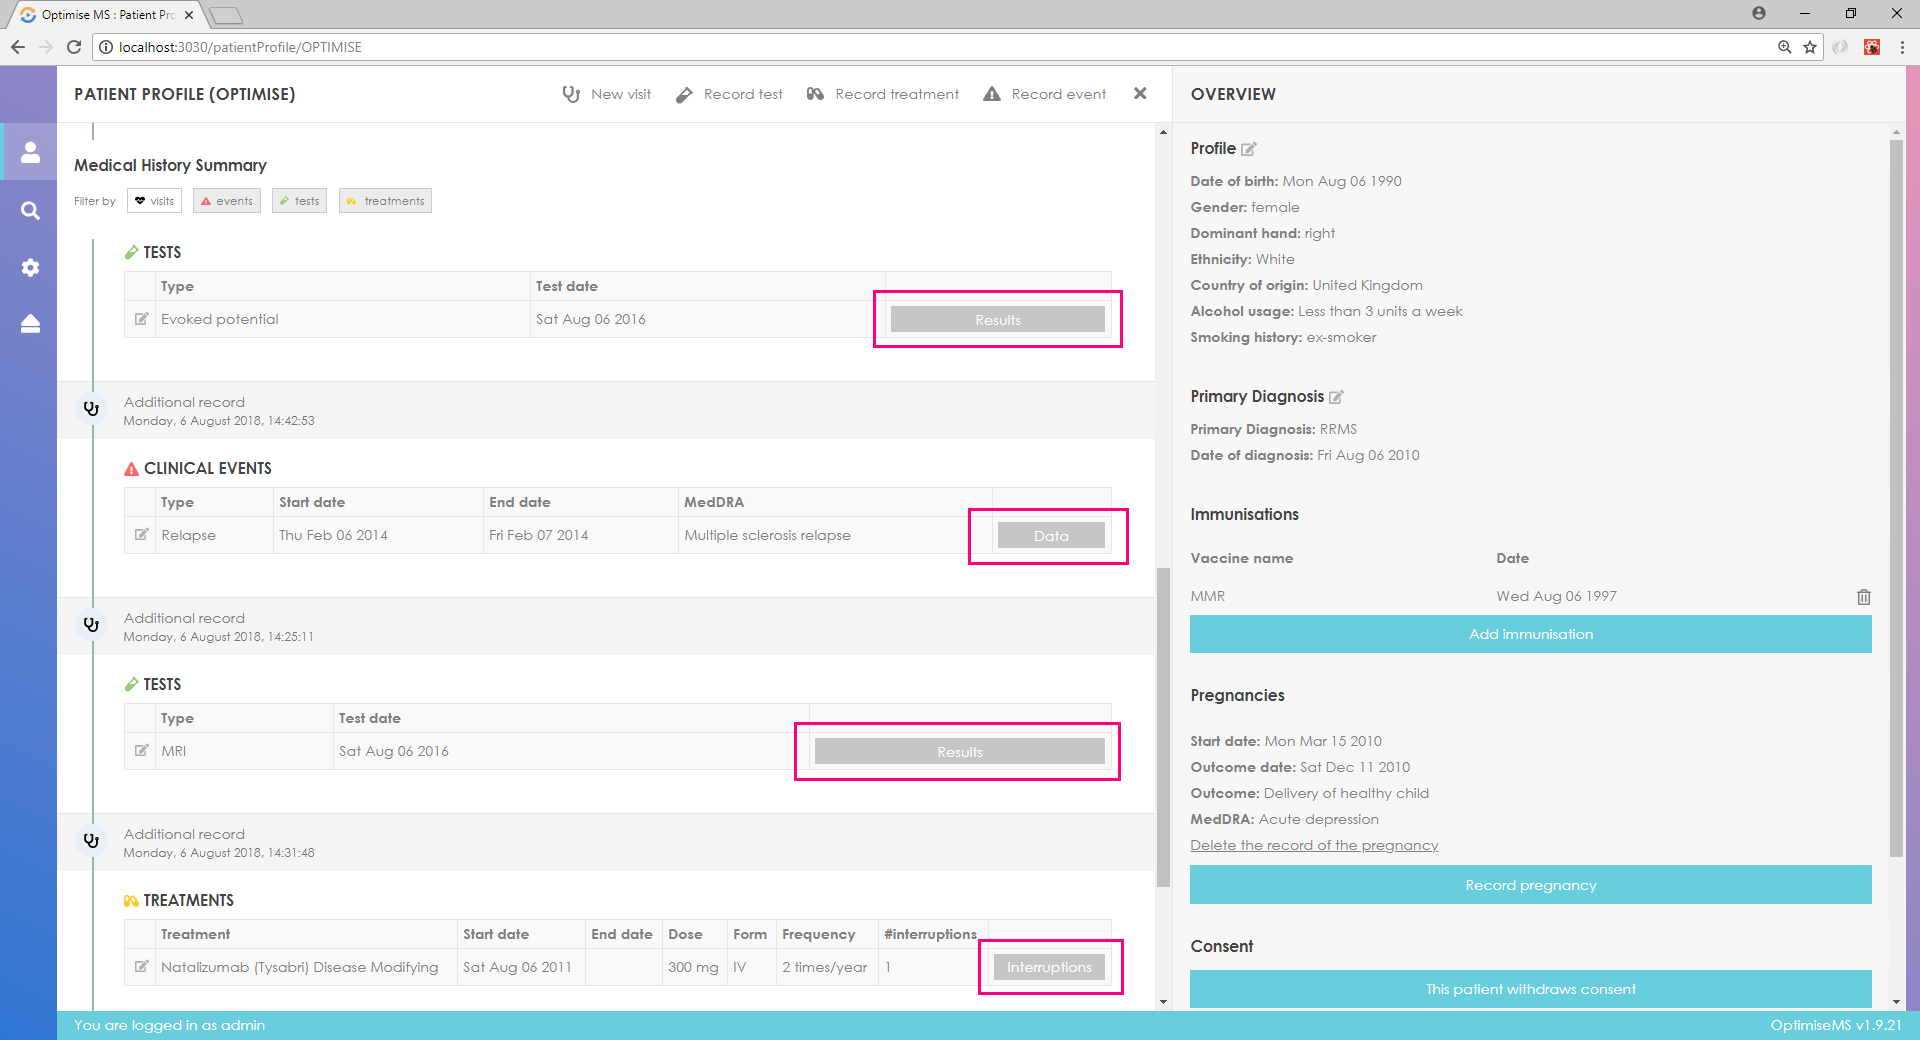 Optimise MS : Patient Pro
localhost:3030/patientProfile/OPTIMISE
PATIENT PROFILE (OPTIMISE)
New visit
Record test
Record treatment
Record event
Medical History Summary
Filter by visits events tests treatments
TESTS
Type Test date
Evoked potential Sat Aug 06 2016 Results
Additional record
Monday, 6 August 2018, 14:42:53
CLINICAL EVENTS
Type Start date End date MedDRA
Relapse Thu Feb 06 2014 Fri Feb 07 2014 Multiple sclerosis relapse Data
Additional record
Monday, 6 August 2018, 14:25:11
TESTS
Type Test date
MRI Sat Aug 06 2016 Results
Additional record
Monday, 6 August 2018, 14:31:48
TREATMENTS
Treatment Start date End date Dose Form Frequency #interruptions
Natalizumab (Tysabri) Disease Modifying Sat Aug 06 2011 300 mg IV 2 times/year 1 Interruptions
OVERVIEW
Profile
Date of birth: Mon Aug 06 1990
Gender: female
Dominant hand: right
Ethnicity: White
Country of origin: United Kingdom
Alcohol usage: Less than 3 units a week
Smoking history: ex-smoker
Primary Diagnosis
Primary Diagnosis: RRMS
Date of diagnosis: Fri Aug 06 2010
Immunisations
Vaccine name Date
MMR Wed Aug 06 1997
Add immunisation
Pregnancies
Start date: Mon Mar 15 2010
Outcome date: Sat Dec 11 2010
Outcome: Delivery of healthy child
MedDRA: Acute depression
Delete the record of the pregnancy
Record pregnancy
Consent
This patient withdraws consent
You are logged in as admin
OptimiseMS v1.9.21